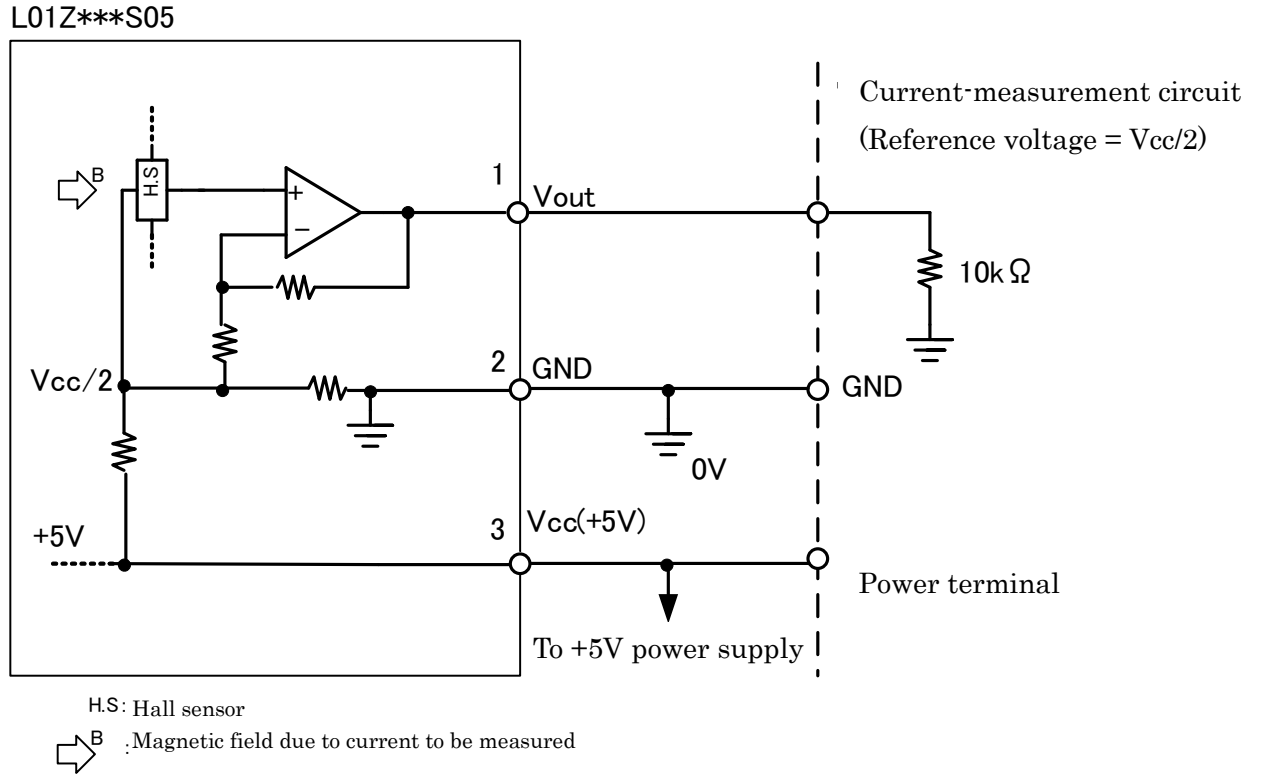 L01Z***S05
Current-measurement circuit
(Reference voltage = Vcc/2)
B
H.S
+
−
1
Vout
10kΩ
Vcc/2
2
GND
GND
0V
+5V
3
Vcc(+5V)
Power terminal
To +5V power supply
H.S: Hall sensor
B :Magnetic field due to current to be measured